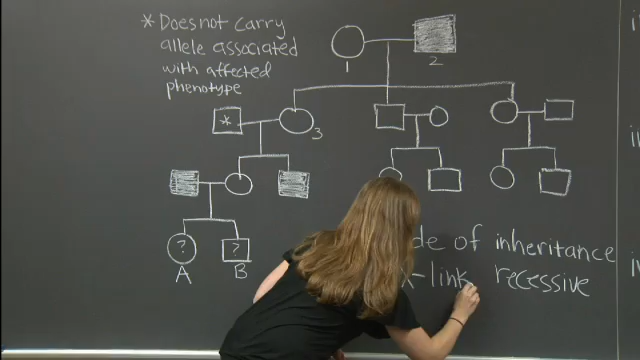 * Does not carry
allele associated
with affected
phenotype
1
2
*
3
?
?
A
B
de of inheritance
X-link recessive